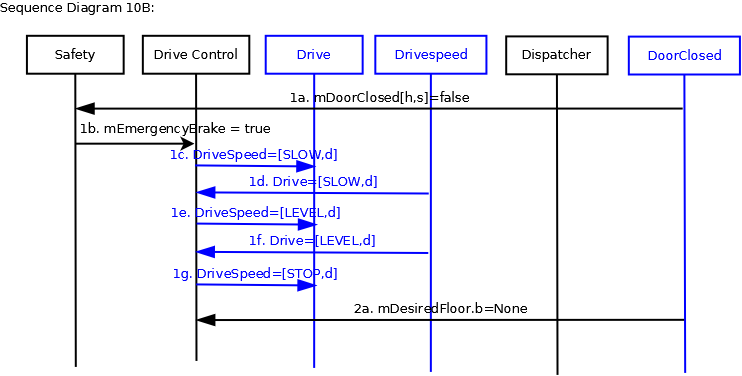 Sequence Diagram 10B:
Safety
Drive Control
Drive
Drivespeed
Dispatcher
DoorClosed
1a. mDoorClosed[h,s]=false
1b. mEmergencyBrake = true
1c. DriveSpeed=[SLOW,d]
1d. Drive=[SLOW,d]
1e. DriveSpeed=[LEVEL,d]
1f. Drive=[LEVEL,d]
1g. DriveSpeed=[STOP,d]
2a. mDesiredFloor.b=None